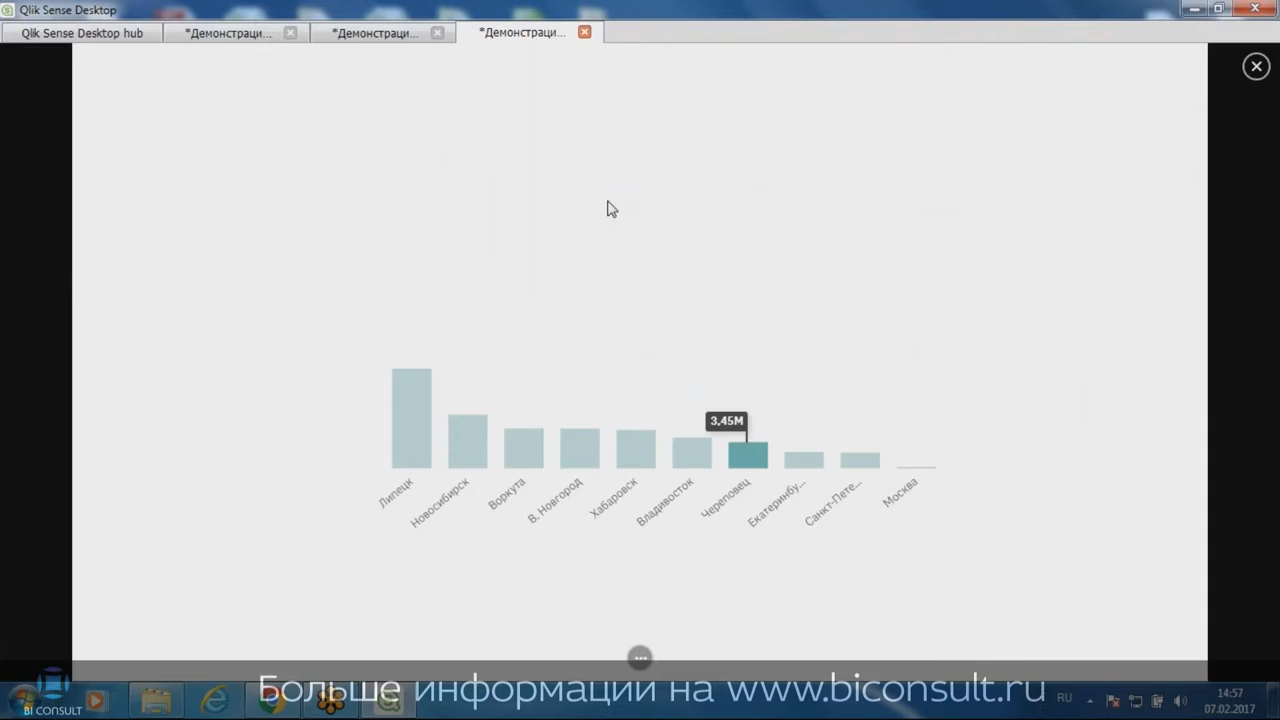 Qlik Sense Desktop
Qlik Sense Desktop hub
*Демонстраци...
*Демонстраци...
*Демонстраци...
3,45M
Липецк
Новосибирск
Воркута
В. Новгород
Хабаровск
Владивосток
Череповец
Екатеринбу...
Санкт-Пете...
Москва
Больше информации на www.biconsult.ru
BI CONSULT
RU
14:57
07.02.2017